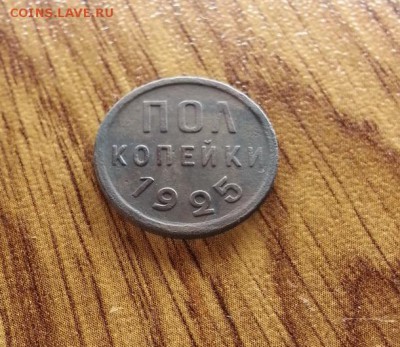 COINS.LAVE.RU
ПОЛ
КОПЕЙКИ
1925